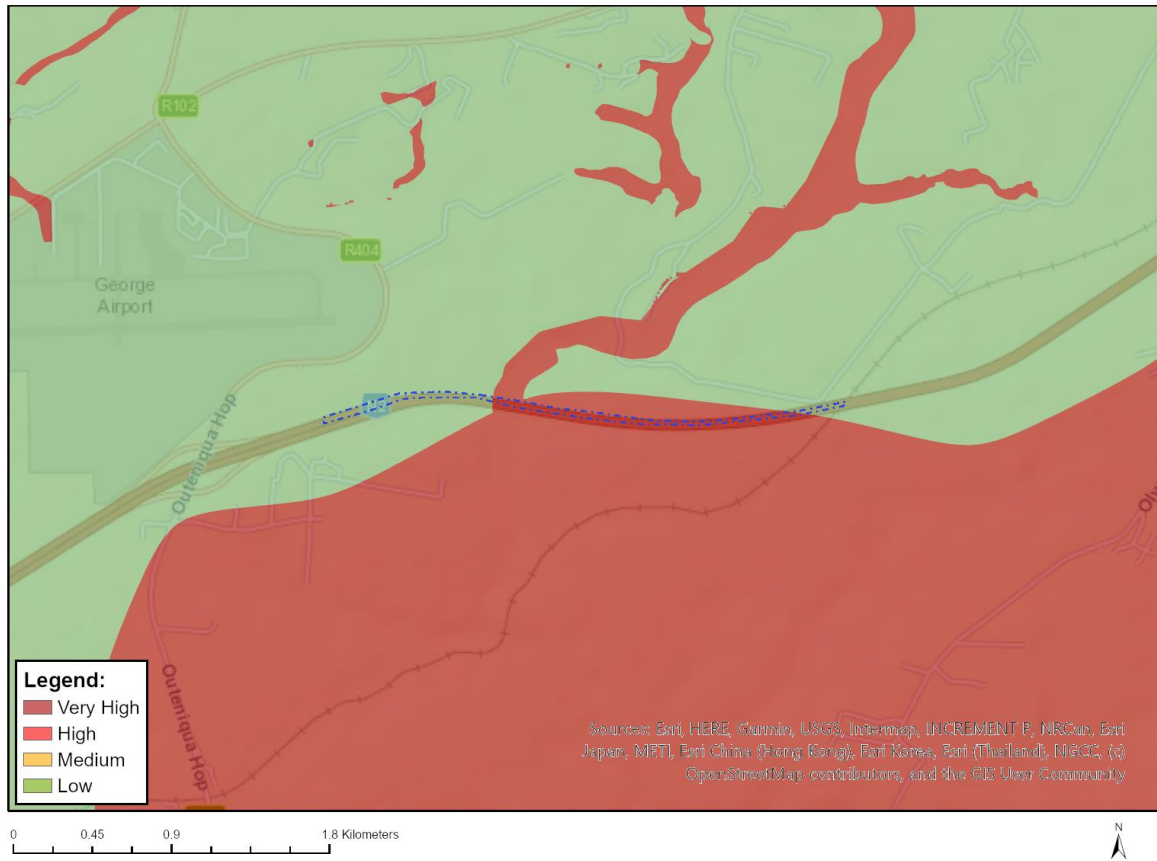 R102
R404
George
Airport
N2
Outeniqua Hop
Outeniqua Hop
Legend:
Very High
High
Medium
Low
Sources: Esri, HERE, Garmin, USGS, Intermap, INCREMENT P, NRCan, Esri
Japan, METI, Esri China (Hong Kong), Esri Korea, Esri (Thailand), NGCC, (c)
OpenStreetMap contributors, and the GIS User Community
0 0.45 0.9 1.8 Kilometers
N